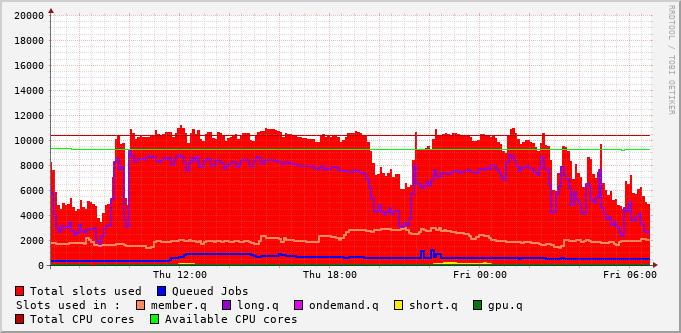 20000
18000
16000
14000
12000
10000
8000
6000
4000
2000
0
Thu 12:00 Thu 18:00 Fri 00:00 Fri 06:00
RRDTOOL / TOBI OETIKER
Total slots used Queued Jobs
Slots used in : member.q long.q ondemand.q short.q gpu.q
Total CPU cores Available CPU cores